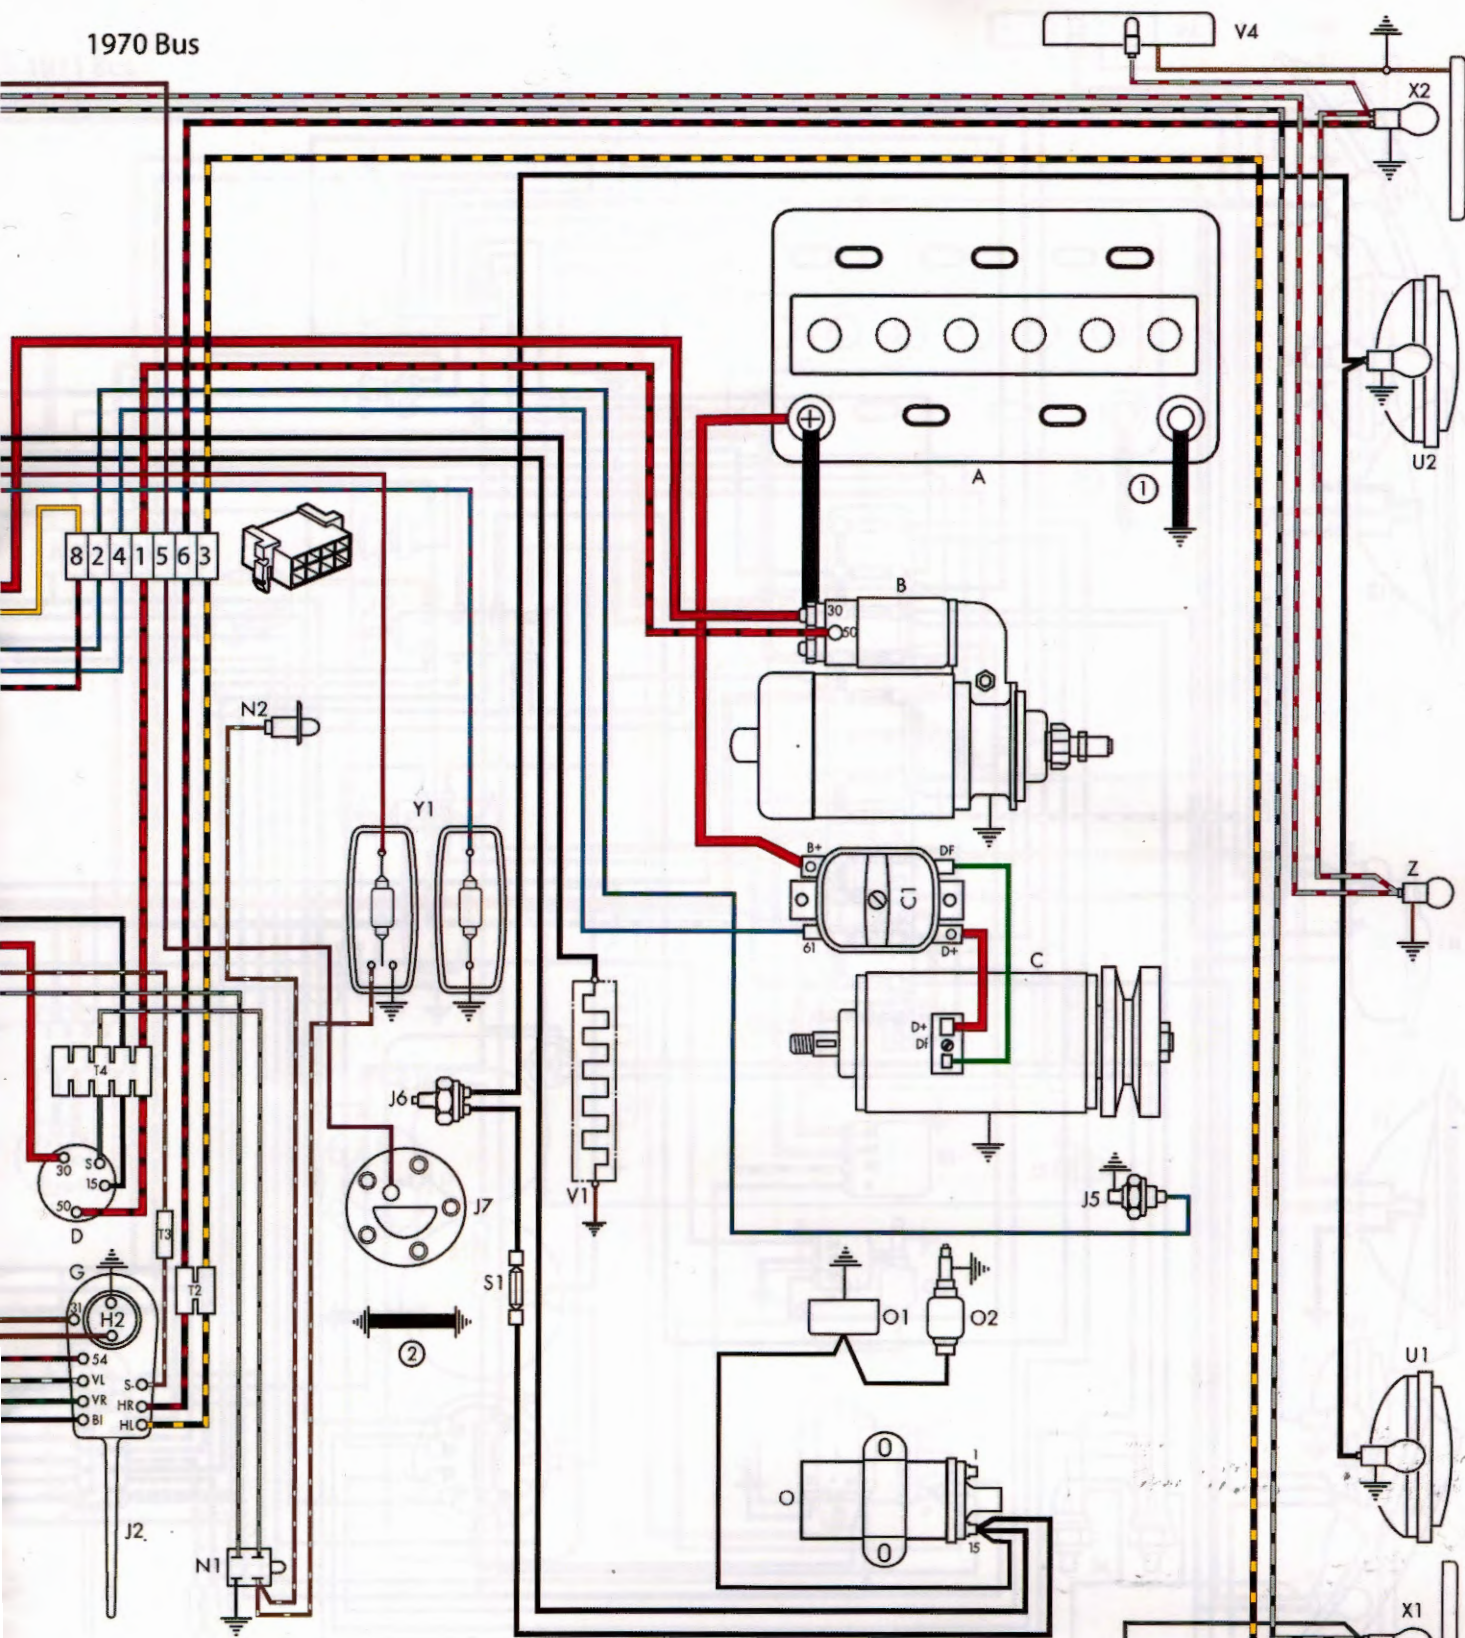 1970 Bus
V4
X2
U2
A
1
8 2 4 1 5 6 3
B
30
50
N2
Y1
B+
DF
C1
61
D+
Z
C
D+
DF
T4
J6
30
S
15
50
D
V1
J7
J5
T3
G
S1
T2
31
H2
O1
O2
2
54
VL
S-
VR
HR
BI
HL
U1
1
O
15
J2
N1
X1